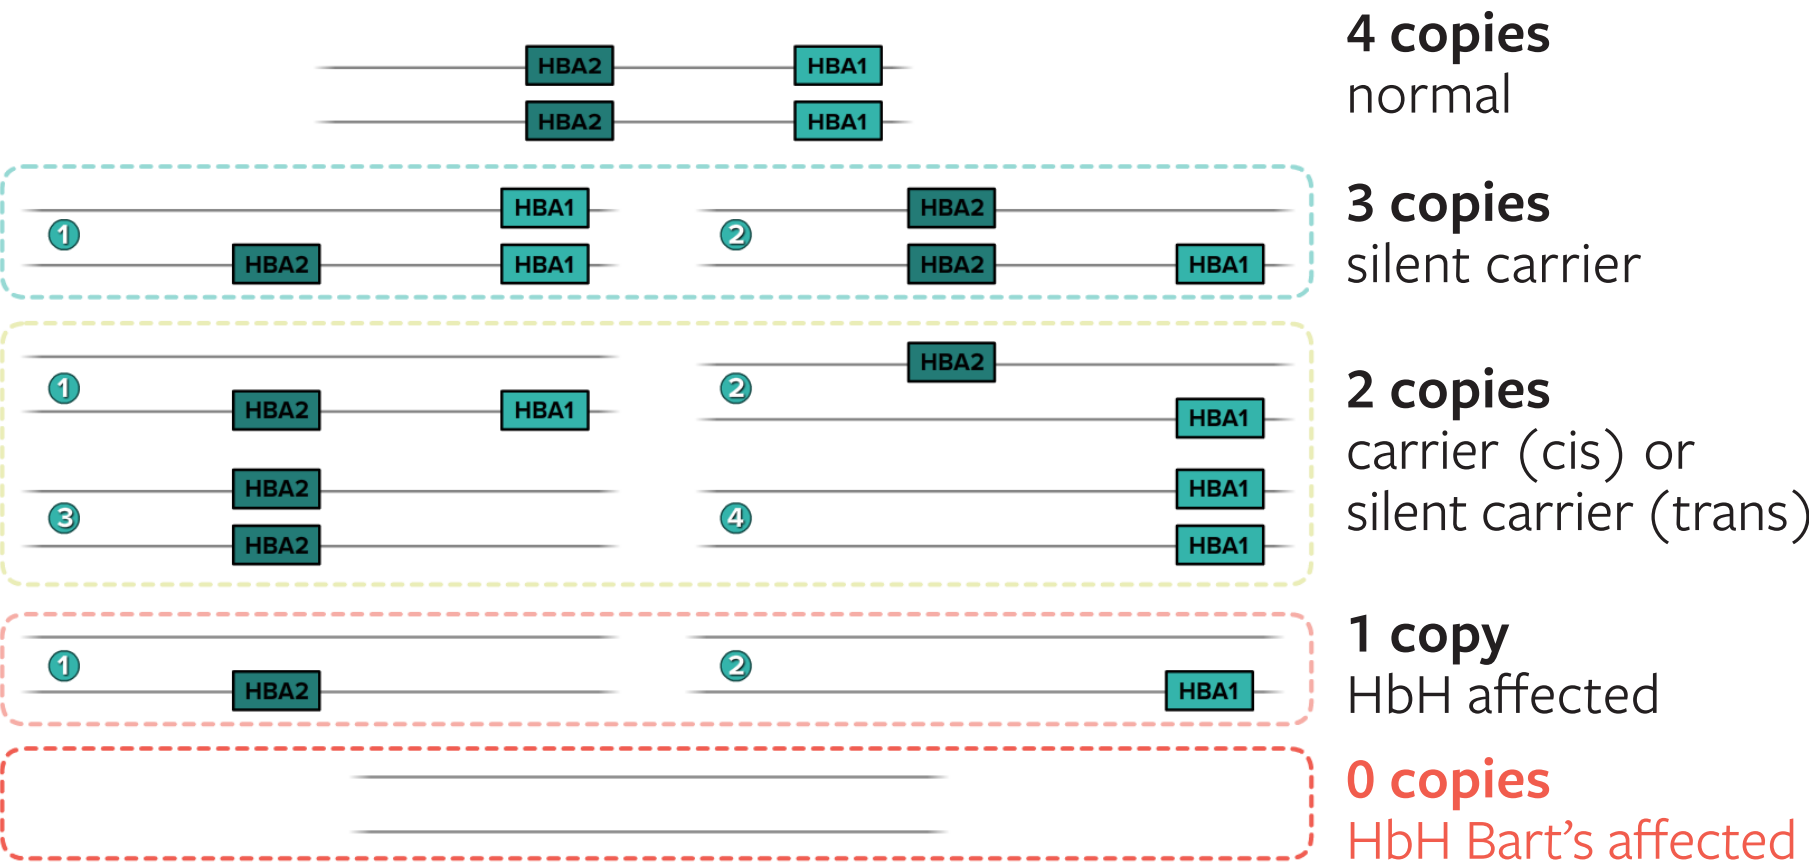 4 copies
normal
HBA2 HBA1
HBA2 HBA1
3 copies
silent carrier
1
HBA1
HBA2 HBA1
2
HBA2
HBA2 HBA1
2 copies
carrier (cis) or
silent carrier (trans)
1
HBA2 HBA1
2
HBA2
HBA1
3
HBA2
HBA2
4
HBA1
HBA1
1 copy
HbH affected
1
HBA2
2
HBA1
0 copies
HbH Bart’s affected